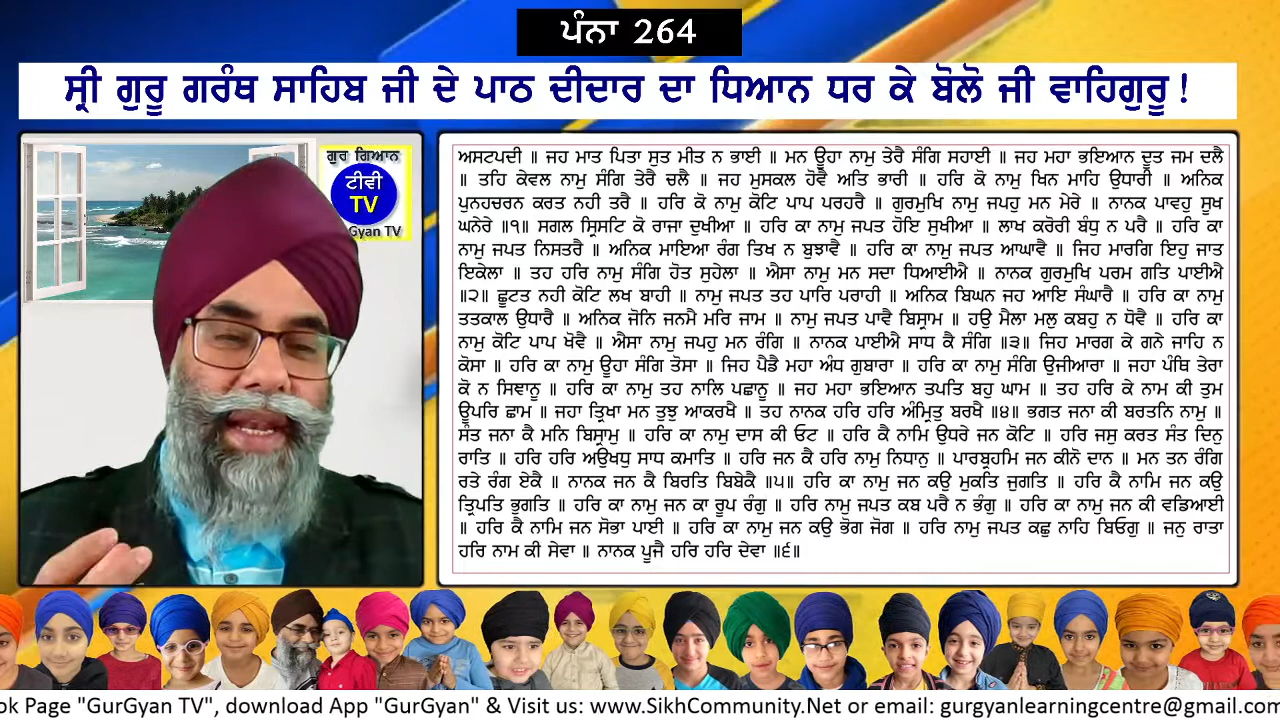 ਪੰਨਾ 264
ਸ੍ਰੀ ਗੁਰੂ ਗਰੰਥ ਸਾਹਿਬ ਜੀ ਦੇ ਪਾਠ ਦੀਦਾਰ ਦਾ ਧਿਆਨ ਧਰ ਕੇ ਬੋਲੋ ਜੀ ਵਾਹਿਗੁਰੂ!
ਗੁਰ ਗਿਆਨ
ਟੀਵੀ
TV
Gyan TV
ਅਸਟਪਦੀ ॥ ਜਹ ਮਾਤ ਪਿਤਾ ਸੁਤ ਮੀਤ ਨ ਭਾਈ ॥ ਮਨ ਊਹਾ ਨਾਮੁ ਤੇਰੈ ਸੰਗਿ ਸਹਾਈ ॥ ਜਹ ਮਹਾ ਭਇਆਨ ਦੂਤ ਜਮ ਦਲੈ
॥ ਤਹਿ ਕੇਵਲ ਨਾਮੁ ਸੰਗਿ ਤੇਰੈ ਚਲੈ ॥ ਜਹ ਮੁਸਕਲ ਹੋਵੈ ਅਤਿ ਭਾਰੀ ॥ ਹਰਿ ਕੋ ਨਾਮੁ ਖਿਨ ਮਾਹਿ ਉਧਾਰੀ ॥ ਅਨਿਕ
ਪੁਨਹਚਰਨ ਕਰਤ ਨਹੀ ਤਰੈ ॥ ਹਰਿ ਕੋ ਨਾਮੁ ਕੋਟਿ ਪਾਪ ਪਰਹਰੈ ॥ ਗੁਰਮੁਖਿ ਨਾਮੁ ਜਪਹੁ ਮਨ ਮੇਰੇ ॥ ਨਾਨਕ ਪਾਵਹੁ ਸੂਖ
ਘਨੇਰੇ ॥੧॥ ਸਗਲ ਸ੍ਰਿਸਟਿ ਕੋ ਰਾਜਾ ਦੁਖੀਆ ॥ ਹਰਿ ਕਾ ਨਾਮੁ ਜਪਤ ਹੋਇ ਸੁਖੀਆ ॥ ਲਾਖ ਕਰੋਰੀ ਬੰਧੁ ਨ ਪਰੈ ॥ ਹਰਿ ਕਾ
ਨਾਮੁ ਜਪਤ ਨਿਸਤਰੈ ॥ ਅਨਿਕ ਮਾਇਆ ਰੰਗ ਤਿਖ ਨ ਬੁਝਾਵੈ ॥ ਹਰਿ ਕਾ ਨਾਮੁ ਜਪਤ ਆਘਾਵੈ ॥ ਜਿਹ ਮਾਰਗਿ ਇਹੁ ਜਾਤ
ਇਕੇਲਾ ॥ ਤਹ ਹਰਿ ਨਾਮੁ ਸੰਗਿ ਹੋਤ ਸੁਹੇਲਾ ॥ ਐਸਾ ਨਾਮੁ ਮਨ ਸਦਾ ਧਿਆਈਐ ॥ ਨਾਨਕ ਗੁਰਮੁਖਿ ਪਰਮ ਗਤਿ ਪਾਈਐ
॥੨॥ ਛੂਟਤ ਨਹੀ ਕੋਟਿ ਲਖ ਬਾਹੀ ॥ ਨਾਮੁ ਜਪਤ ਤਹ ਪਾਰਿ ਪਰਾਹੀ ॥ ਅਨਿਕ ਬਿਘਨ ਜਹ ਆਇ ਸੰਘਾਰੈ ॥ ਹਰਿ ਕਾ ਨਾਮੁ
ਤਤਕਾਲ ਉਧਾਰੈ ॥ ਅਨਿਕ ਜੋਨਿ ਜਨਮੈ ਮਰਿ ਜਾਮ ॥ ਨਾਮੁ ਜਪਤ ਪਾਵੈ ਬਿਸ੍ਰਾਮ ॥ ਹਉ ਮੈਲਾ ਮਲੁ ਕਬਹੁ ਨ ਧੋਵੈ ॥ ਹਰਿ ਕਾ
ਨਾਮੁ ਕੋਟਿ ਪਾਪ ਖੋਵੈ ॥ ਐਸਾ ਨਾਮੁ ਜਪਹੁ ਮਨ ਰੰਗਿ ॥ ਨਾਨਕ ਪਾਈਐ ਸਾਧ ਕੈ ਸੰਗਿ ॥੩॥ ਜਿਹ ਮਾਰਗ ਕੇ ਗਨੇ ਜਾਹਿ ਨ
ਕੋਸਾ ॥ ਹਰਿ ਕਾ ਨਾਮੁ ਊਹਾ ਸੰਗਿ ਤੋਸਾ ॥ ਜਿਹ ਪੈਡੈ ਮਹਾ ਅੰਧ ਗੁਬਾਰਾ ॥ ਹਰਿ ਕਾ ਨਾਮੁ ਸੰਗਿ ਉਜੀਆਰਾ ॥ ਜਹਾ ਪੰਥਿ ਤੇਰਾ
ਕੋ ਨ ਸਿਞਾਨੂ ॥ ਹਰਿ ਕਾ ਨਾਮੁ ਤਹ ਨਾਲਿ ਪਛਾਨੂ ॥ ਜਹ ਮਹਾ ਭਇਆਨ ਤਪਤਿ ਬਹੁ ਘਾਮ ॥ ਤਹ ਹਰਿ ਕੇ ਨਾਮ ਕੀ ਤੁਮ
ਊਪਰਿ ਛਾਮ ॥ ਜਹਾ ਤ੍ਰਿਖਾ ਮਨ ਤੁਝੁ ਆਕਰਖੈ ॥ ਤਹ ਨਾਨਕ ਹਰਿ ਹਰਿ ਅੰਮ੍ਰਿਤੁ ਬਰਖੈ ॥੪॥ ਭਗਤ ਜਨਾ ਕੀ ਬਰਤਨਿ ਨਾਮੁ ॥
ਸੰਤ ਜਨਾ ਕੈ ਮਨਿ ਬਿਸ੍ਰਾਮੁ ॥ ਹਰਿ ਕਾ ਨਾਮੁ ਦਾਸ ਕੀ ਓਟ ॥ ਹਰਿ ਕੈ ਨਾਮਿ ਉਧਰੇ ਜਨ ਕੋਟਿ ॥ ਹਰਿ ਜਸੁ ਕਰਤ ਸੰਤ ਦਿਨੁ
ਰਾਤਿ ॥ ਹਰਿ ਹਰਿ ਅਉਖਧੁ ਸਾਧ ਕਮਾਤਿ ॥ ਹਰਿ ਜਨ ਕੈ ਹਰਿ ਨਾਮੁ ਨਿਧਾਨੁ ॥ ਪਾਰਬ੍ਰਹਮਿ ਜਨ ਕੀਨੋ ਦਾਨ ॥ ਮਨ ਤਨ ਰੰਗਿ
ਰਤੇ ਰੰਗ ਏਕੈ ॥ ਨਾਨਕ ਜਨ ਕੈ ਬਿਰਤਿ ਬਿਬੇਕੈ ॥੫॥ ਹਰਿ ਕਾ ਨਾਮੁ ਜਨ ਕਉ ਮੁਕਤਿ ਜੁਗਤਿ ॥ ਹਰਿ ਕੈ ਨਾਮਿ ਜਨ ਕਉ
ਤ੍ਰਿਪਤਿ ਭੁਗਤਿ ॥ ਹਰਿ ਕਾ ਨਾਮੁ ਜਨ ਕਾ ਰੂਪ ਰੰਗੁ ॥ ਹਰਿ ਨਾਮੁ ਜਪਤ ਕਬ ਪਰੈ ਨ ਭੰਗੁ ॥ ਹਰਿ ਕਾ ਨਾਮੁ ਜਨ ਕੀ ਵਡਿਆਈ
॥ ਹਰਿ ਕੈ ਨਾਮਿ ਜਨ ਸੋਭਾ ਪਾਈ ॥ ਹਰਿ ਕਾ ਨਾਮੁ ਜਨ ਕਉ ਭੋਗ ਜੋਗ ॥ ਹਰਿ ਨਾਮੁ ਜਪਤ ਕਛੁ ਨਾਹਿ ਬਿਓਗੁ ॥ ਜਨੁ ਰਾਤਾ
ਹਰਿ ਨਾਮ ਕੀ ਸੇਵਾ ॥ ਨਾਨਕ ਪੂਜੈ ਹਰਿ ਹਰਿ ਦੇਵਾ ॥੬॥
ok Page "GurGyan TV", download App "GurGyan" & Visit us: www.SikhCommunity.Net or email: gurgyanlearningcentre@gmail.com